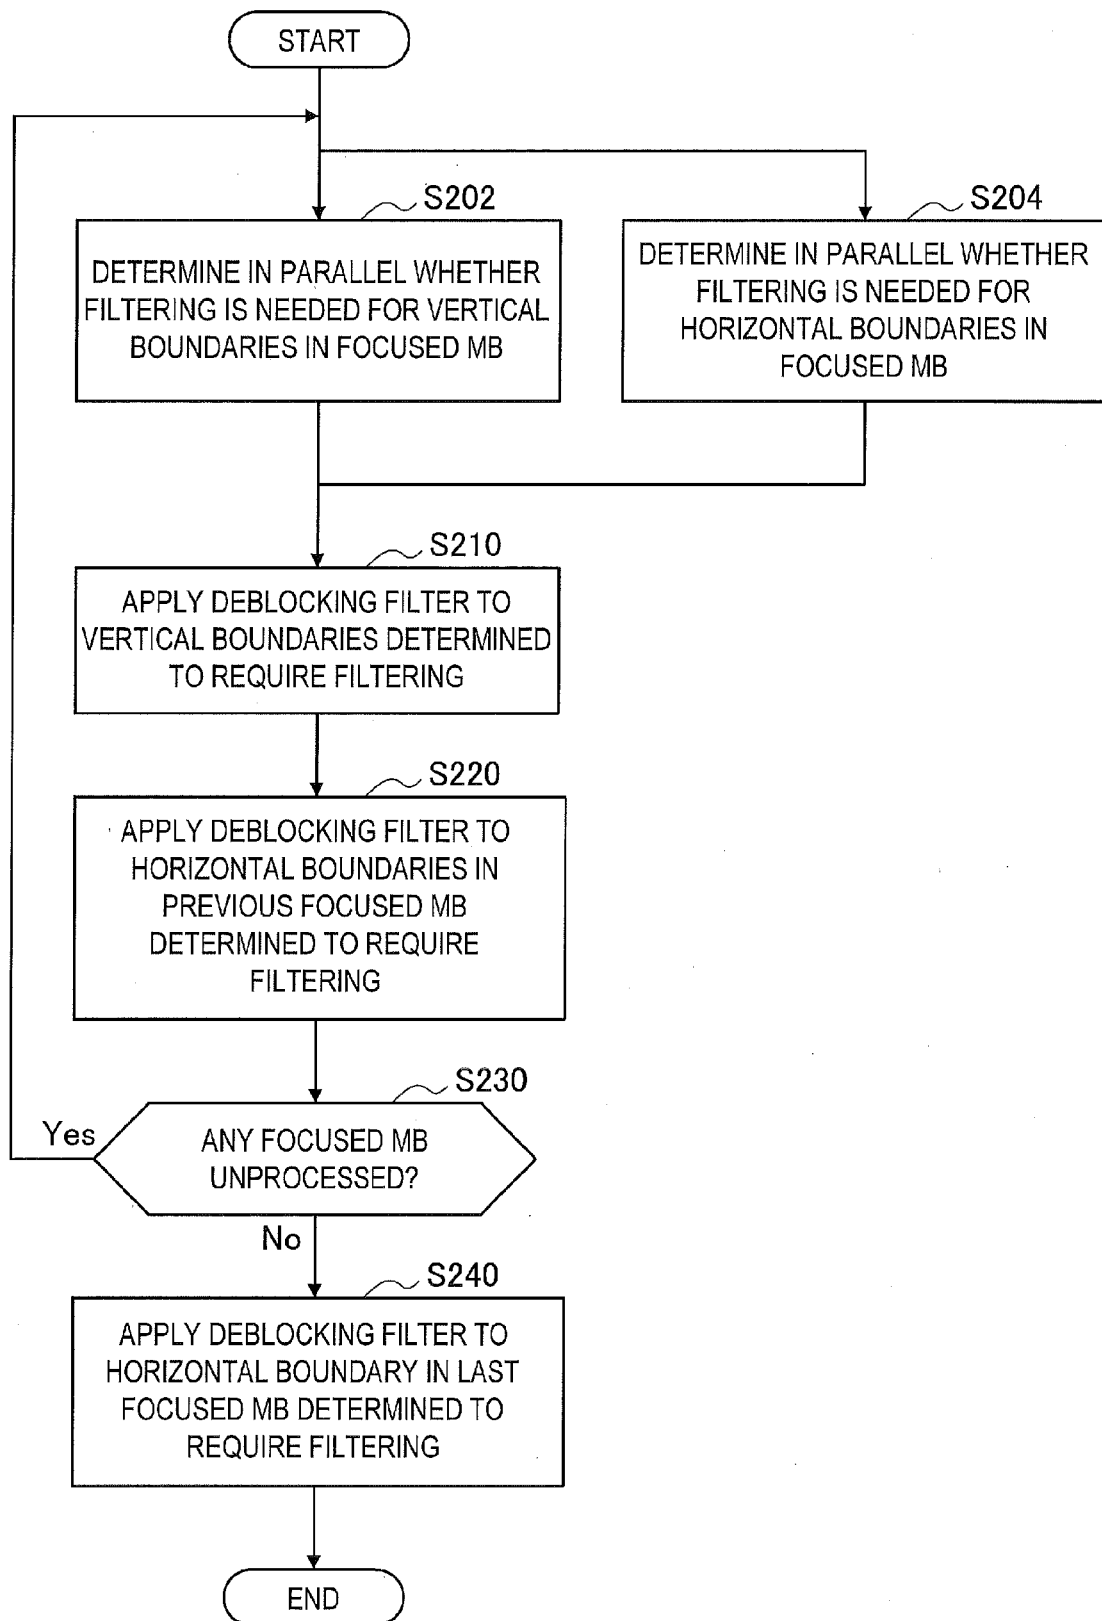 START
S202
DETERMINE IN PARALLEL WHETHER
FILTERING IS NEEDED FOR VERTICAL
BOUNDARIES IN FOCUSED MB
S204
DETERMINE IN PARALLEL WHETHER
FILTERING IS NEEDED FOR
HORIZONTAL BOUNDARIES IN
FOCUSED MB
S210
APPLY DEBLOCKING FILTER TO
VERTICAL BOUNDARIES DETERMINED
TO REQUIRE FILTERING
S220
APPLY DEBLOCKING FILTER TO
HORIZONTAL BOUNDARIES IN
PREVIOUS FOCUSED MB
DETERMINED TO REQUIRE
FILTERING
S230
Yes
ANY FOCUSED MB
UNPROCESSED?
No
S240
APPLY DEBLOCKING FILTER TO
HORIZONTAL BOUNDARY IN LAST
FOCUSED MB DETERMINED TO
REQUIRE FILTERING
END